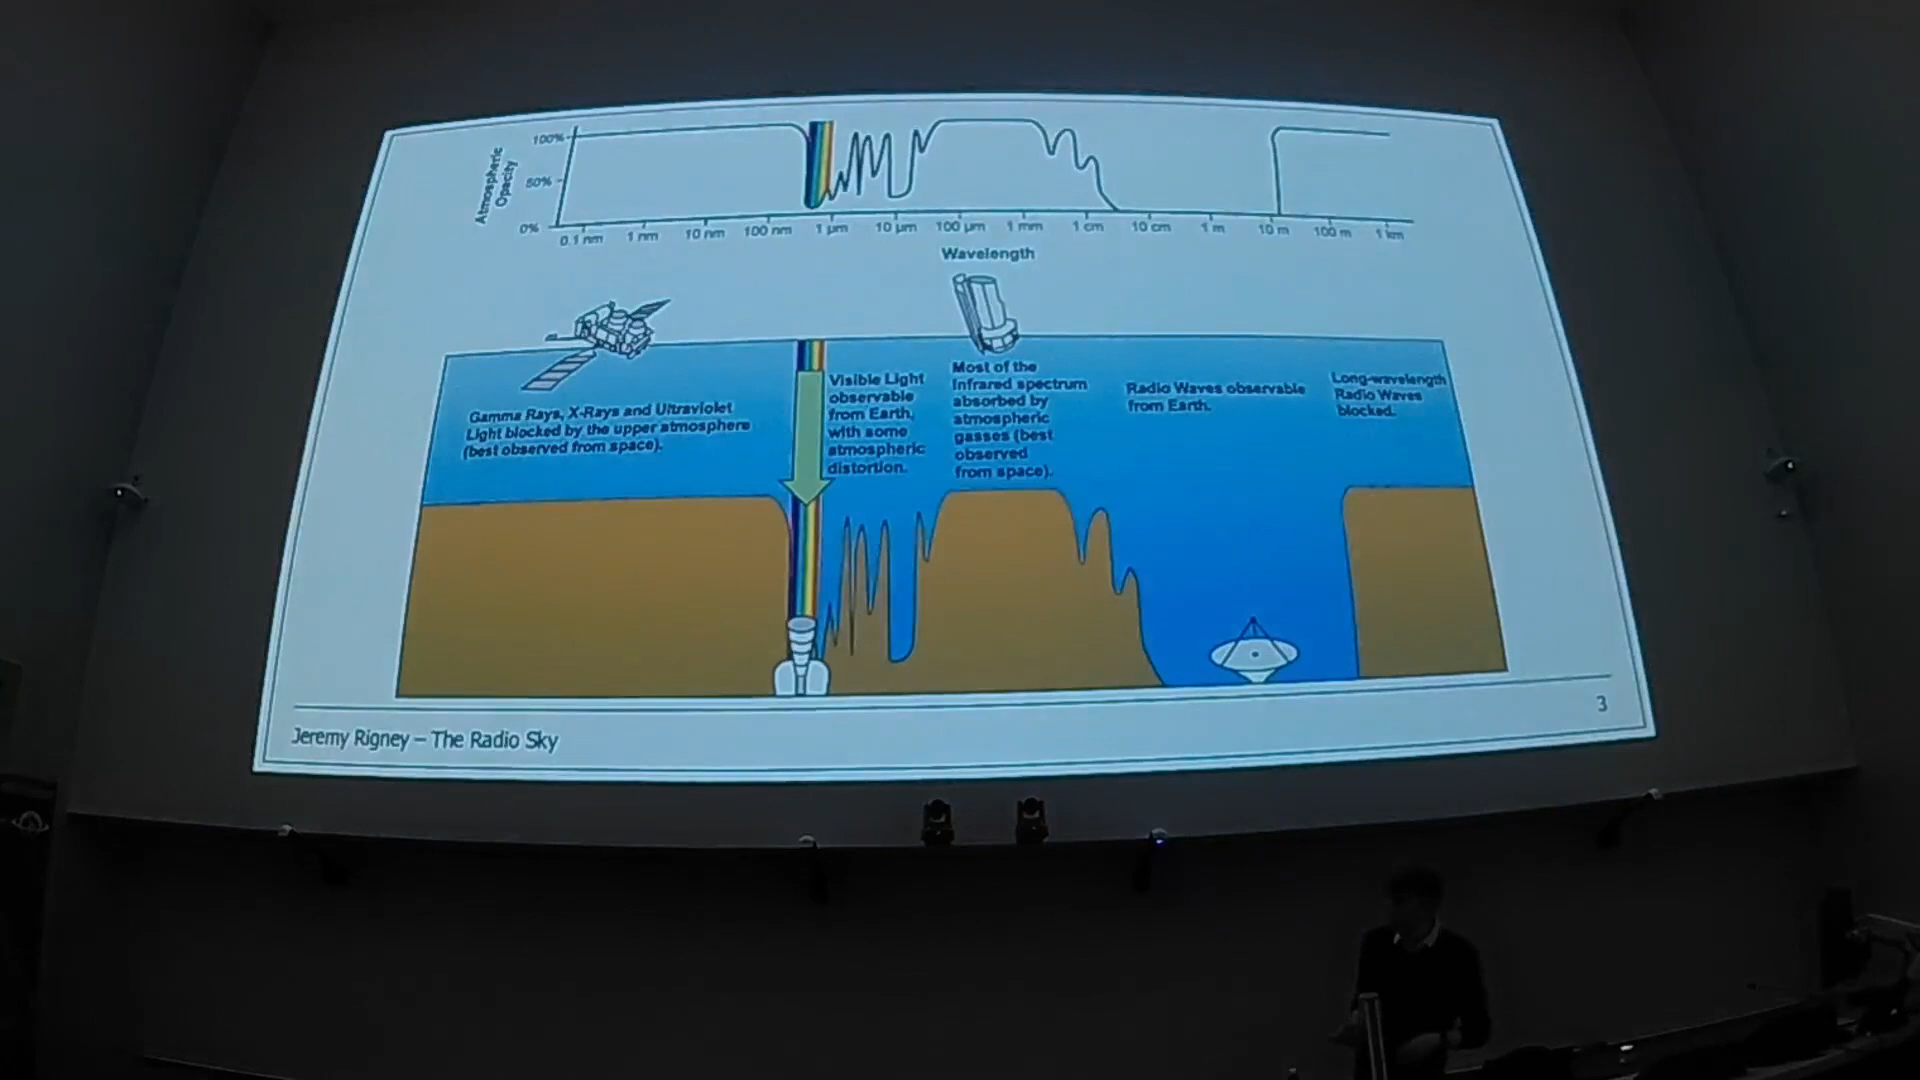 100%
Atmospheric
Opacity
50%
0%
0.1 nm 1 nm 10 nm 100 nm 1 μm 10 μm 100 μm 1 mm 1 cm 10 cm 1 m 10 m 100 m 1 km
Wavelength
Gamma Rays, X-Rays and Ultraviolet
Light blocked by the upper atmosphere
(best observed from space).
Visible Light
observable
from Earth,
with some
atmospheric
distortion.
Most of the
Infrared spectrum
absorbed by
atmospheric
gasses (best
observed
from space).
Radio Waves observable
from Earth.
Long-wavelength
Radio Waves
blocked.
3
Jeremy Rigney – The Radio Sky